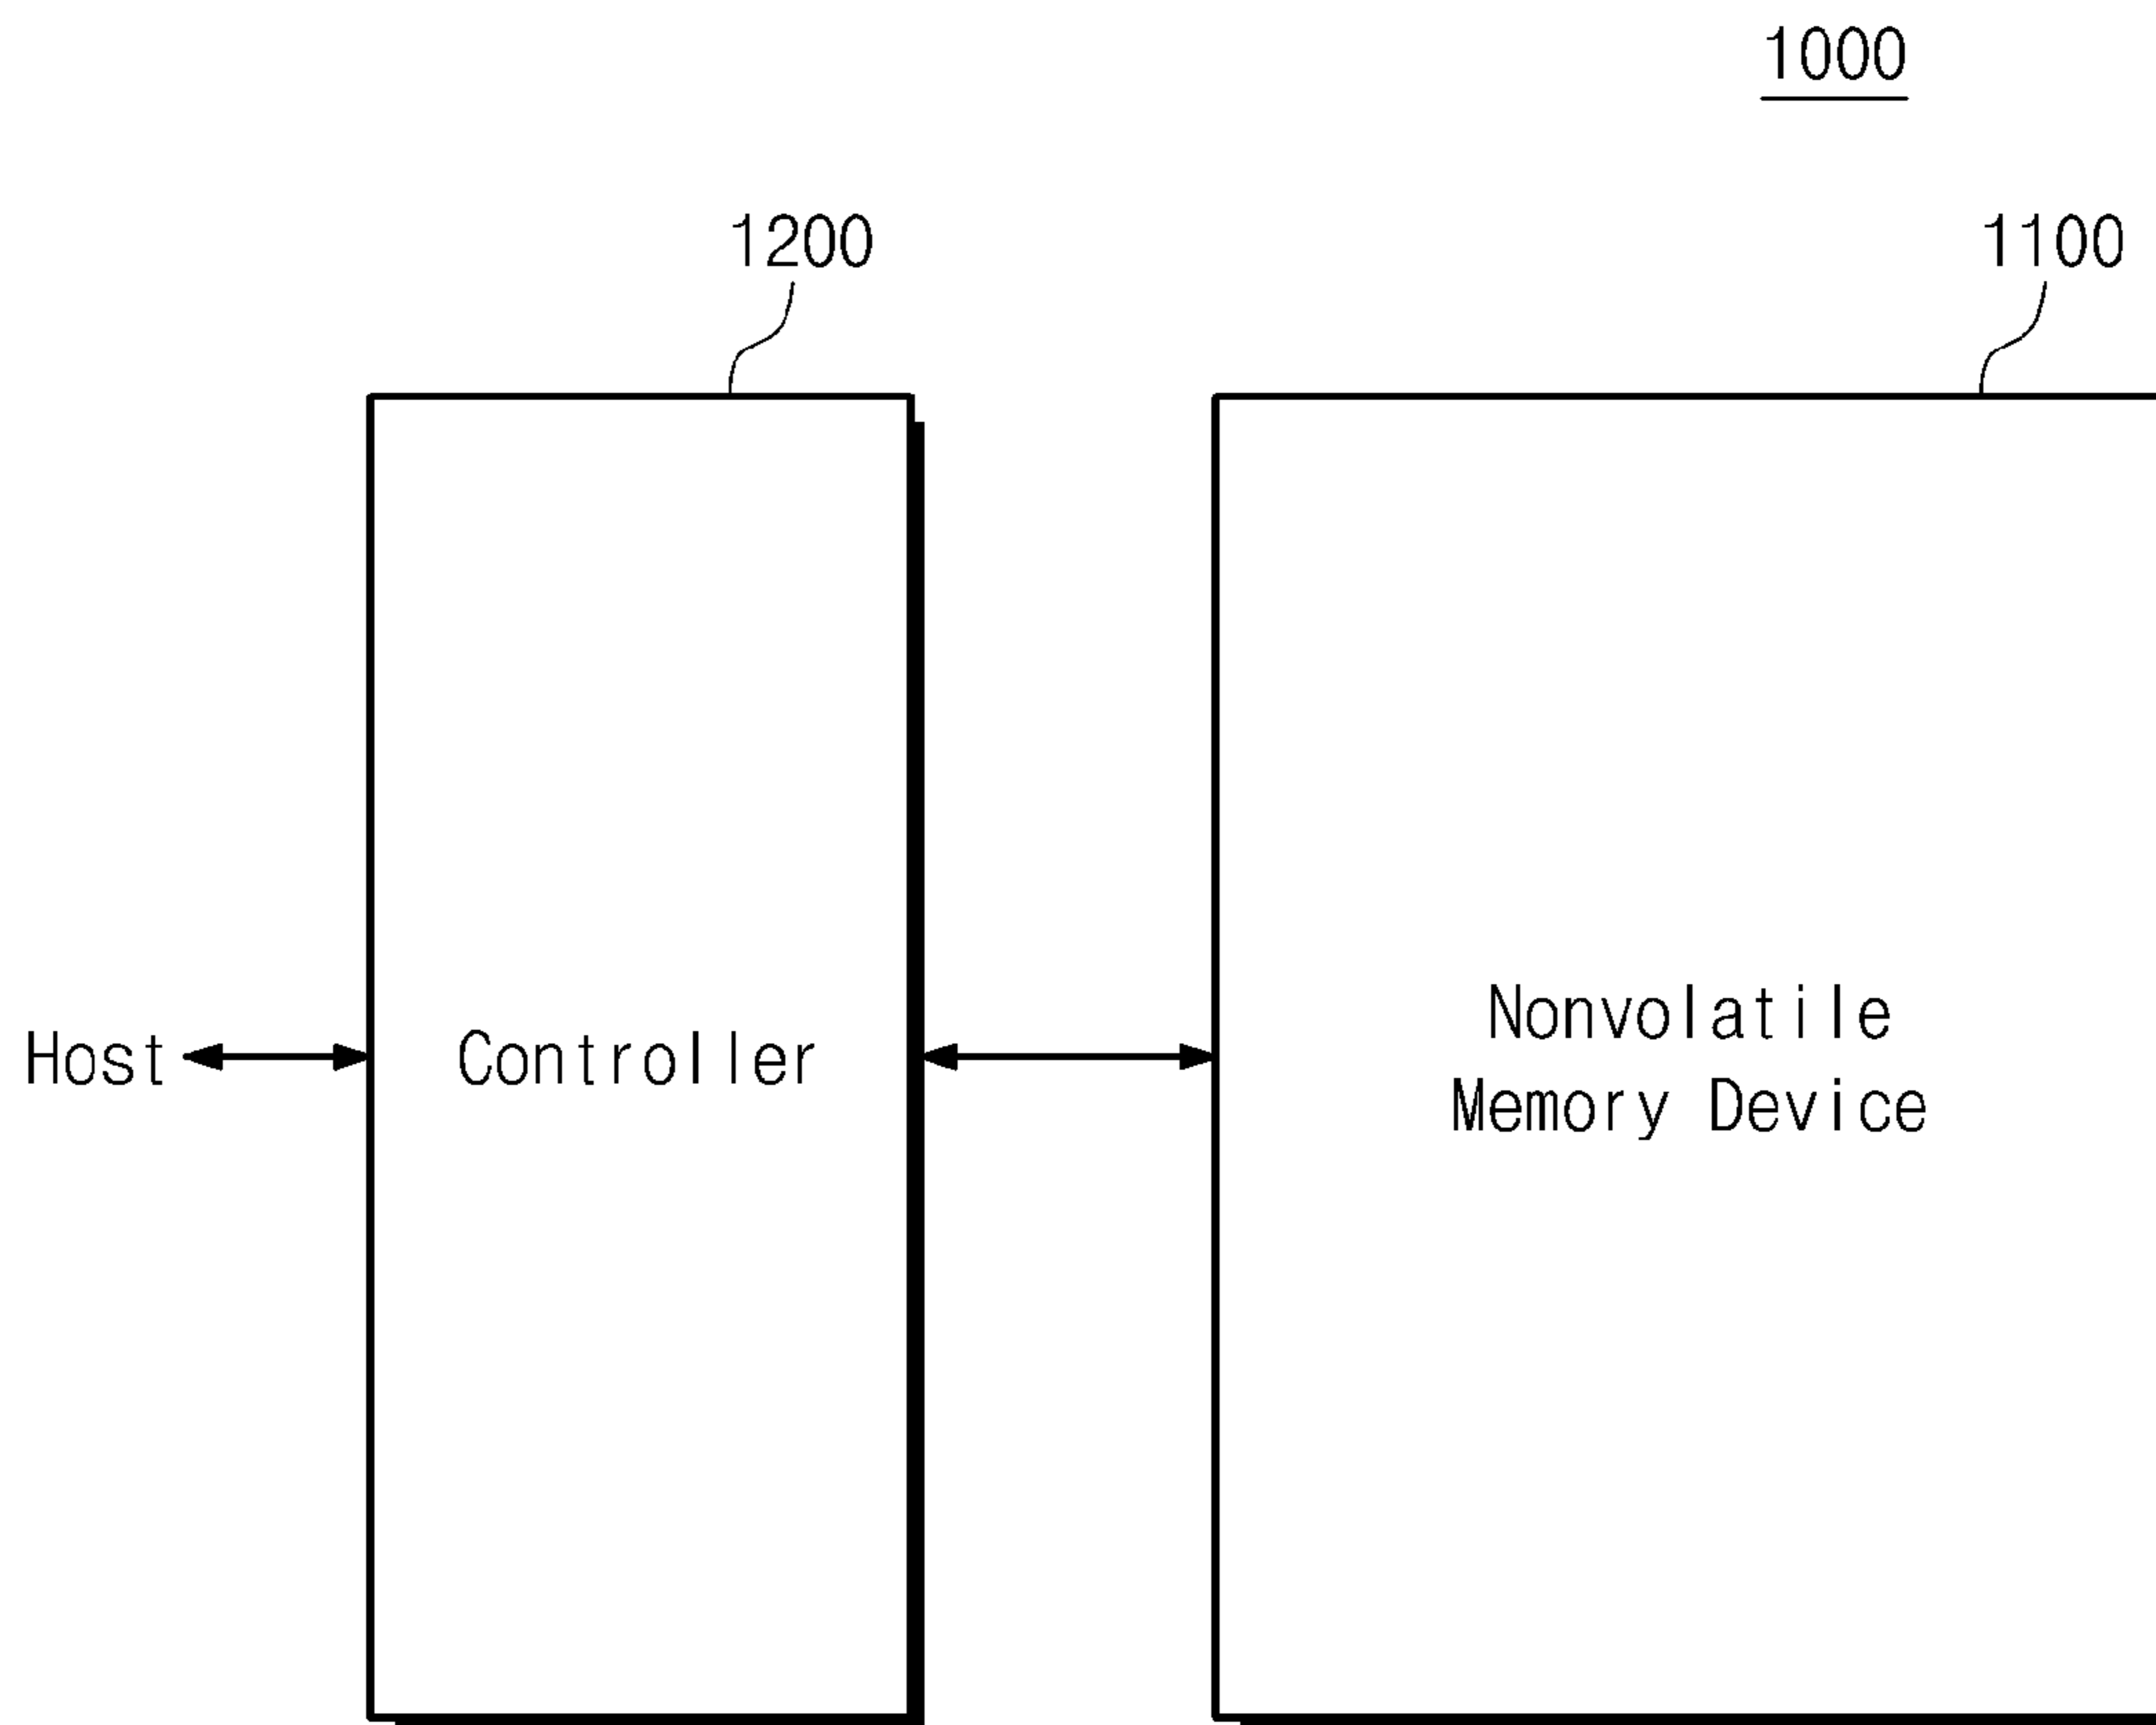 1000
1200
1100
Host
Controller
Nonvolatile
Memory Device